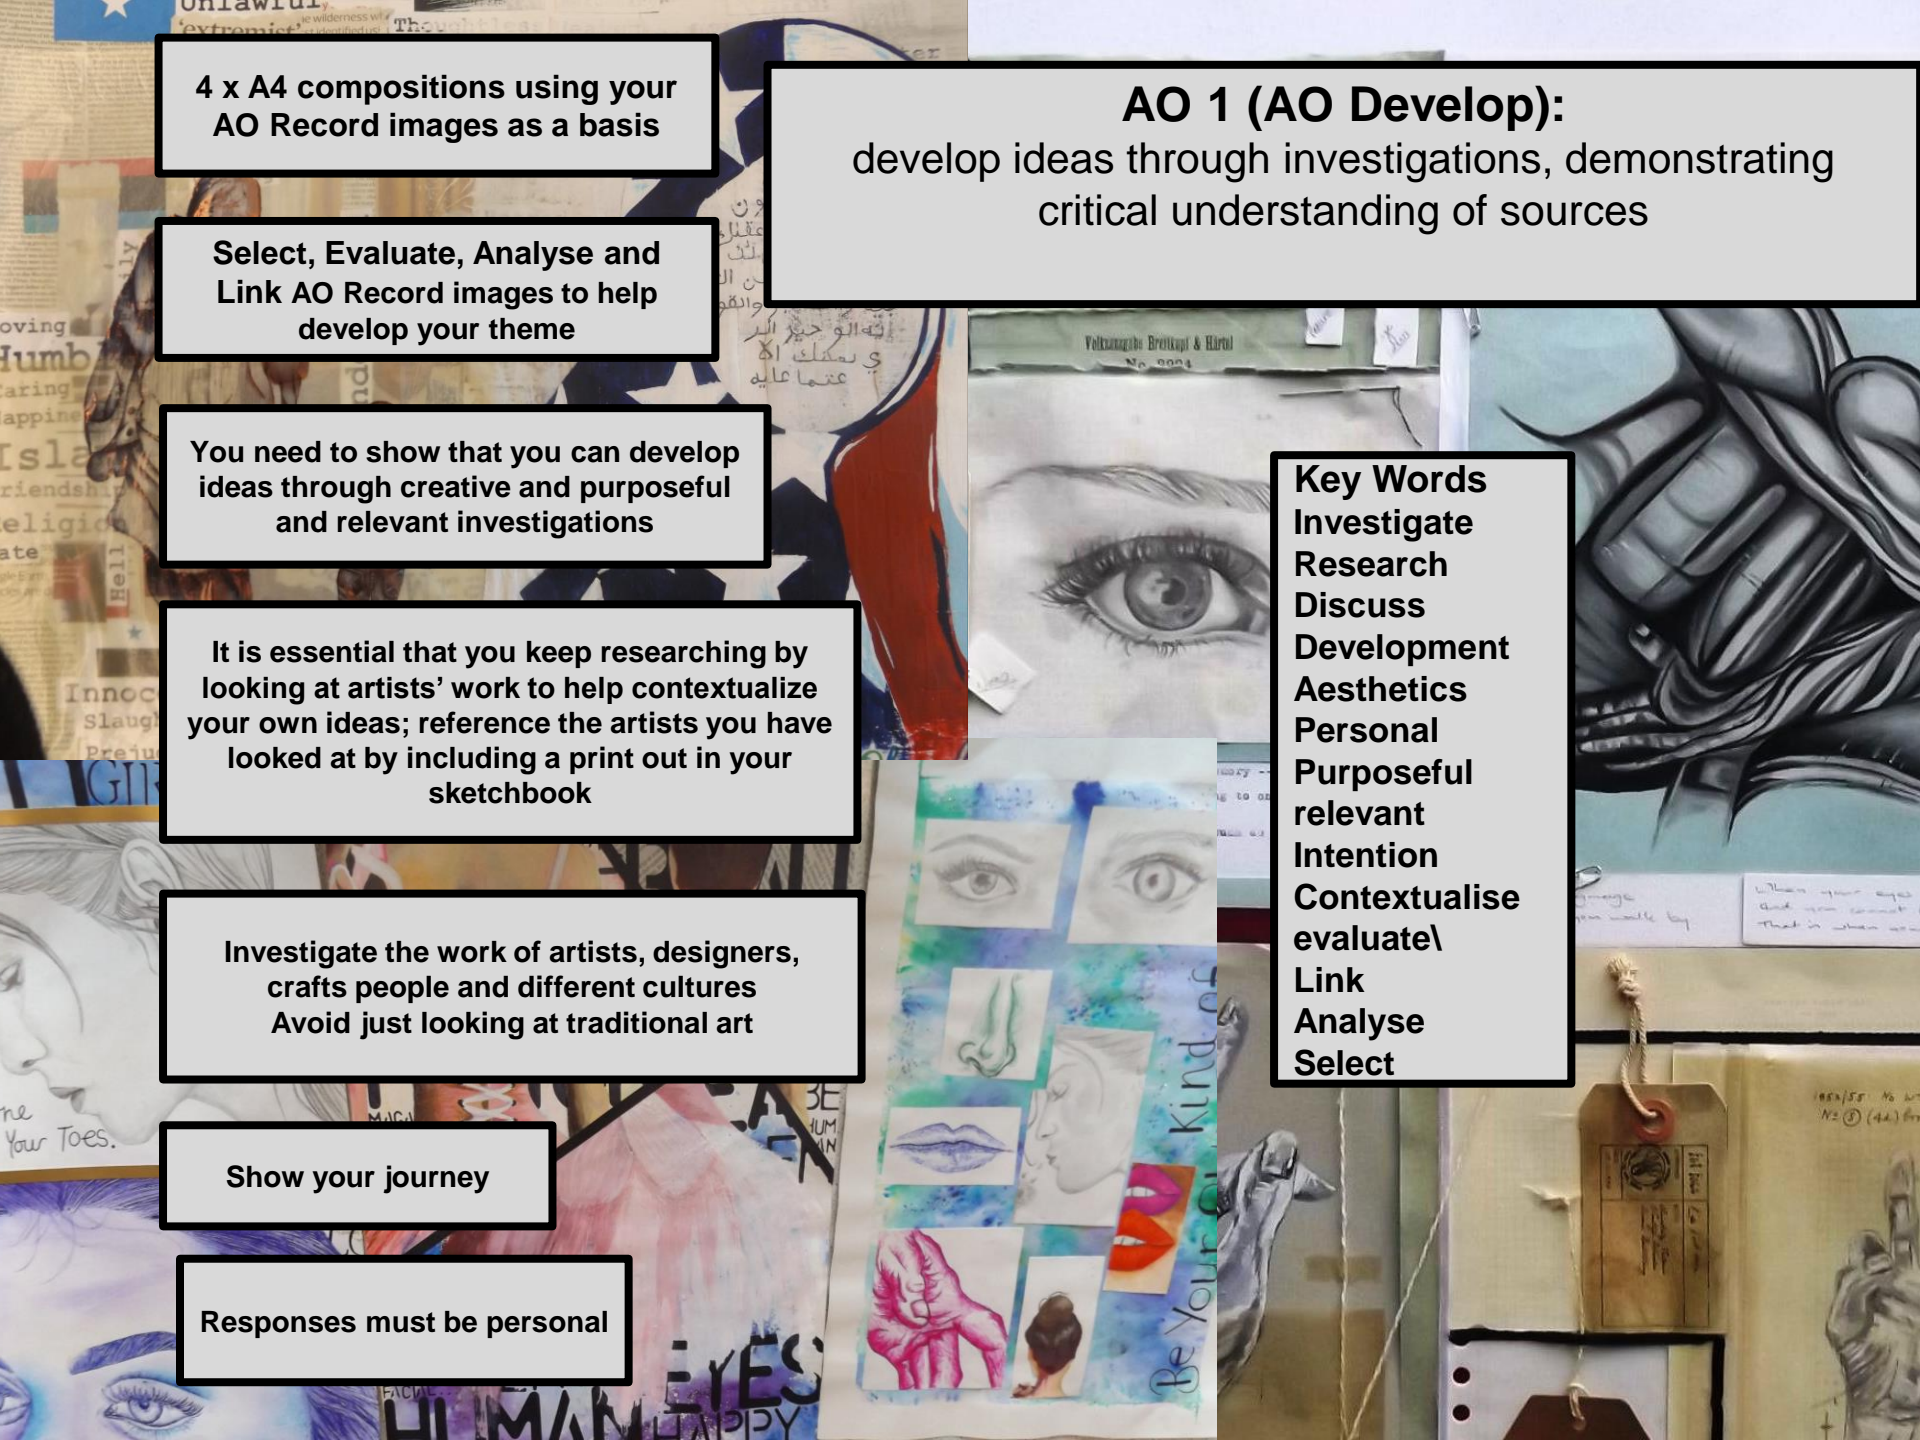 4 x A4 compositions using your
AO Record images as a basis
AO 1 (AO Develop):
develop ideas through investigations, demonstrating
critical understanding of sources
Select, Evaluate, Analyse and
Link AO Record images to help
develop your theme
You need to show that you can develop
ideas through creative and purposeful
and relevant investigations
It is essential that you keep researching by
looking at artists’ work to help contextualize
your own ideas; reference the artists you have
looked at by including a print out in your
sketchbook
Investigate the work of artists, designers,
crafts people and different cultures
Avoid just looking at traditional art
Show your journey
Responses must be personal
Key Words
Investigate
Research
Discuss
Development
Aesthetics
Personal
Purposeful
relevant
Intention
Contextualise
evaluate\
Link
Analyse
Select
'extremist'
Hell
Volksausgabe Breitkopf & Härtel
Your Toes.
Be Your Own Kind of
EYES
HUMAN